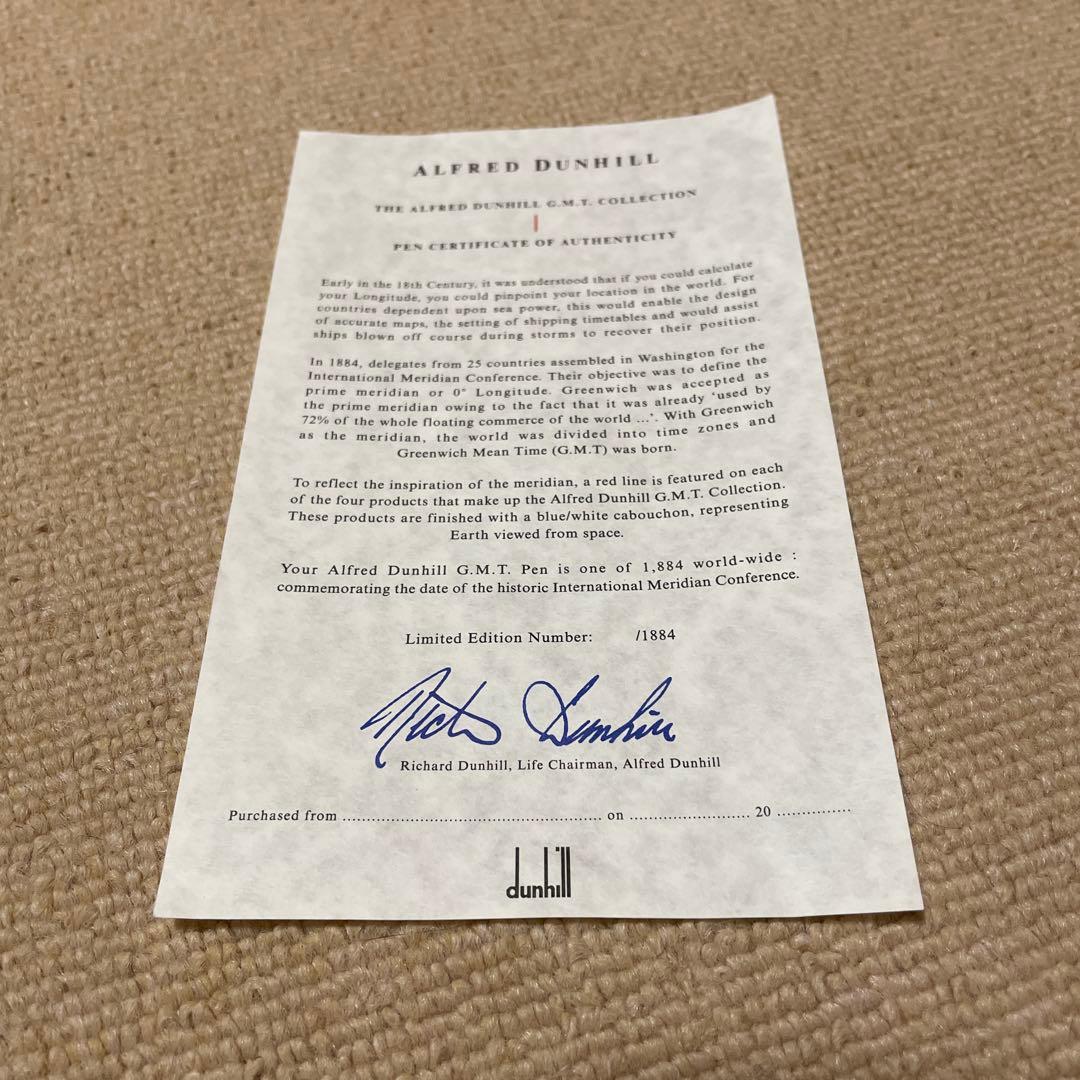 ALFRED DUNHILL
THE ALFRED DUNHILL G.M.T. COLLECTION
PEN CERTIFICATE OF AUTHENTICITY
Early in the 18th Century, it was understood that if you could calculate
your Longitude, you could pinpoint your location in the world. For
countries dependent upon sea power, this would enable the design
of accurate maps, the setting of shipping timetables and would assist
ships blown off course during storms to recover their position.
In 1884, delegates from 25 countries assembled in Washington for the
International Meridian Conference. Their objective was to define the
prime meridian or 0° Longitude. Greenwich was accepted as
the prime meridian owing to the fact that it was already ‘used by
72% of the whole floating commerce of the world ...’. With Greenwich
as the meridian, the world was divided into time zones and
Greenwich Mean Time (G.M.T) was born.
To reflect the inspiration of the meridian, a red line is featured on each
of the four products that make up the Alfred Dunhill G.M.T. Collection.
These products are finished with a blue/white cabouchon, representing
Earth viewed from space.
Your Alfred Dunhill G.M.T. Pen is one of 1,884 world-wide :
commemorating the date of the historic International Meridian Conference.
Limited Edition Number: /1884
Richard Dunhill
Richard Dunhill, Life Chairman, Alfred Dunhill
Purchased from ........................................................ on .......................... 20 ................
dunhill